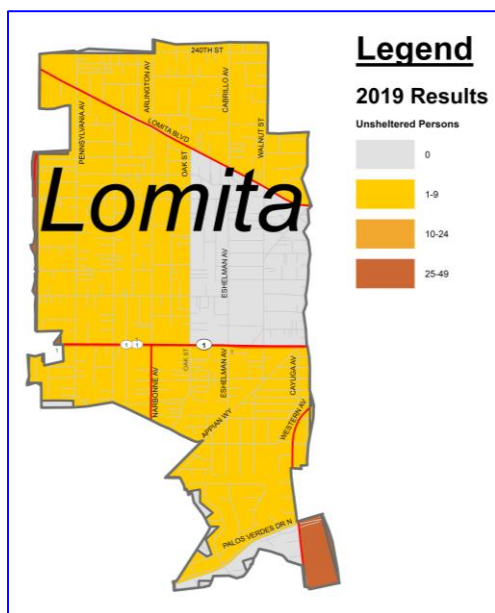 240TH ST
ARLINGTON AV
CABRILLO AV
PENNSYLVANIA AV
LOMITA BLVD
OAK ST
WALNUT ST
Lomita
ESHELMAN AV
1
1 1
1
OAK ST
NARBONNE AV
ESHELMAN AV
CAYUGA AV
APPIAN WY
WESTERN AV
PALOS VERDES DR N
Legend
2019 Results
Unsheltered Persons
0
1-9
10-24
25-49